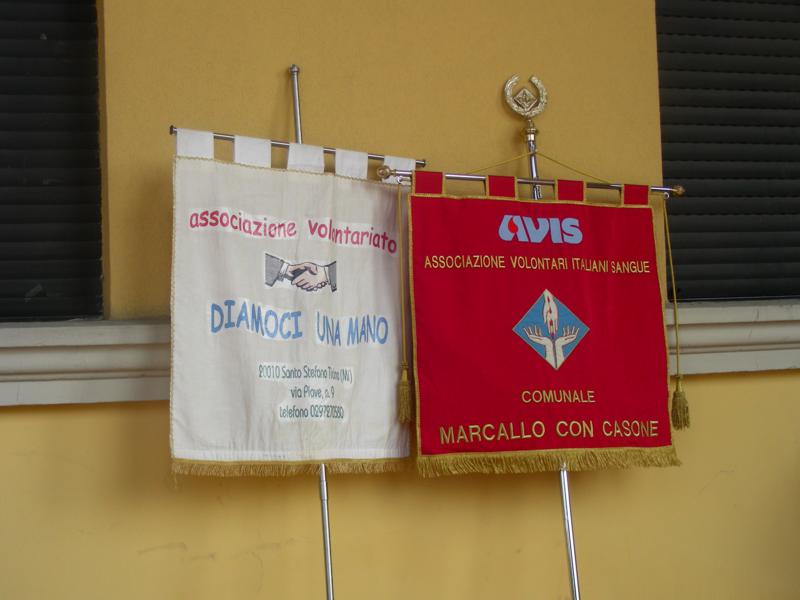 associazione volontariato
DIAMOCI UNA MANO
20010 Santo Stefano Ticino (Mi)
via Piave, n. 9
telefono
AVIS
ASSOCIAZIONE VOLONTARI ITALIANI SANGUE
COMUNALE
MARCALLO CON CASONE